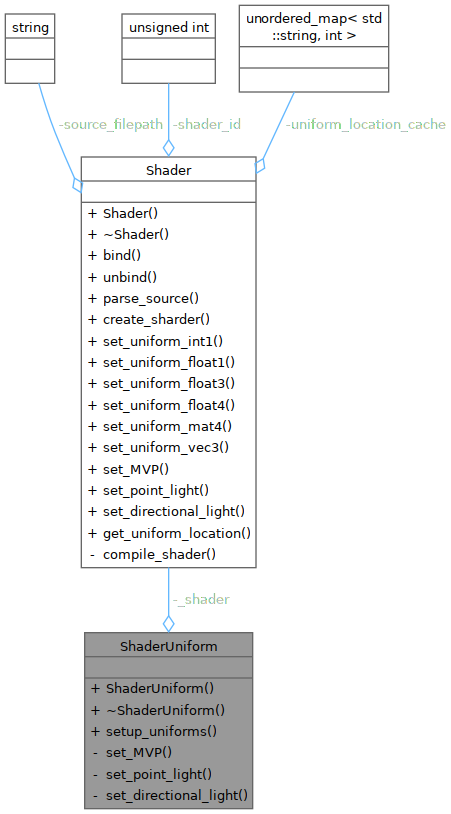 string
unsigned int
unordered_map< std
::string, int >
-source_filepath
-shader_id
-uniform_location_cache
Shader
+ Shader()
+ ~Shader()
+ bind()
+ unbind()
+ parse_source()
+ create_sharder()
+ set_uniform_int1()
+ set_uniform_float1()
+ set_uniform_float3()
+ set_uniform_float4()
+ set_uniform_mat4()
+ set_uniform_vec3()
+ set_MVP()
+ set_point_light()
+ set_directional_light()
+ get_uniform_location()
- compile_shader()
-_shader
ShaderUniform
+ ShaderUniform()
+ ~ShaderUniform()
+ setup_uniforms()
- set_MVP()
- set_point_light()
- set_directional_light()